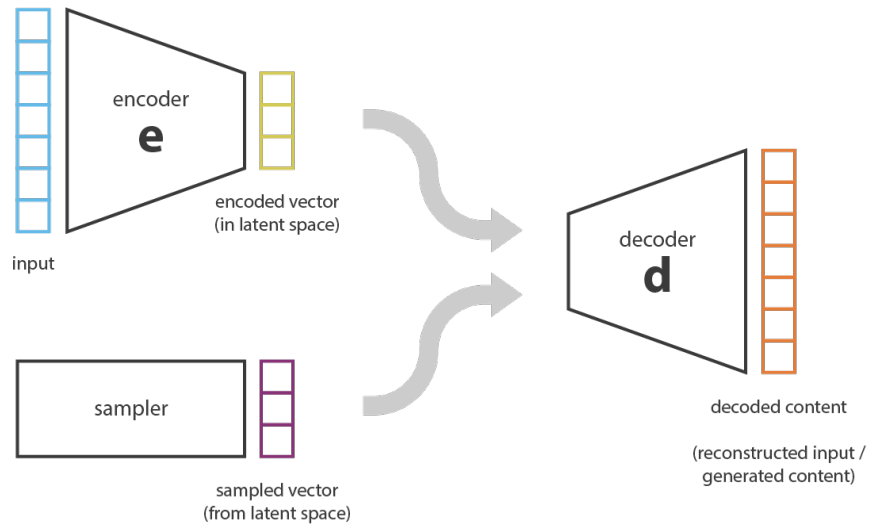 encoder
e
encoded vector
(in latent space)
input
decoder
d
sampler
sampled vector
(from latent space)
decoded content
(reconstructed input /
generated content)